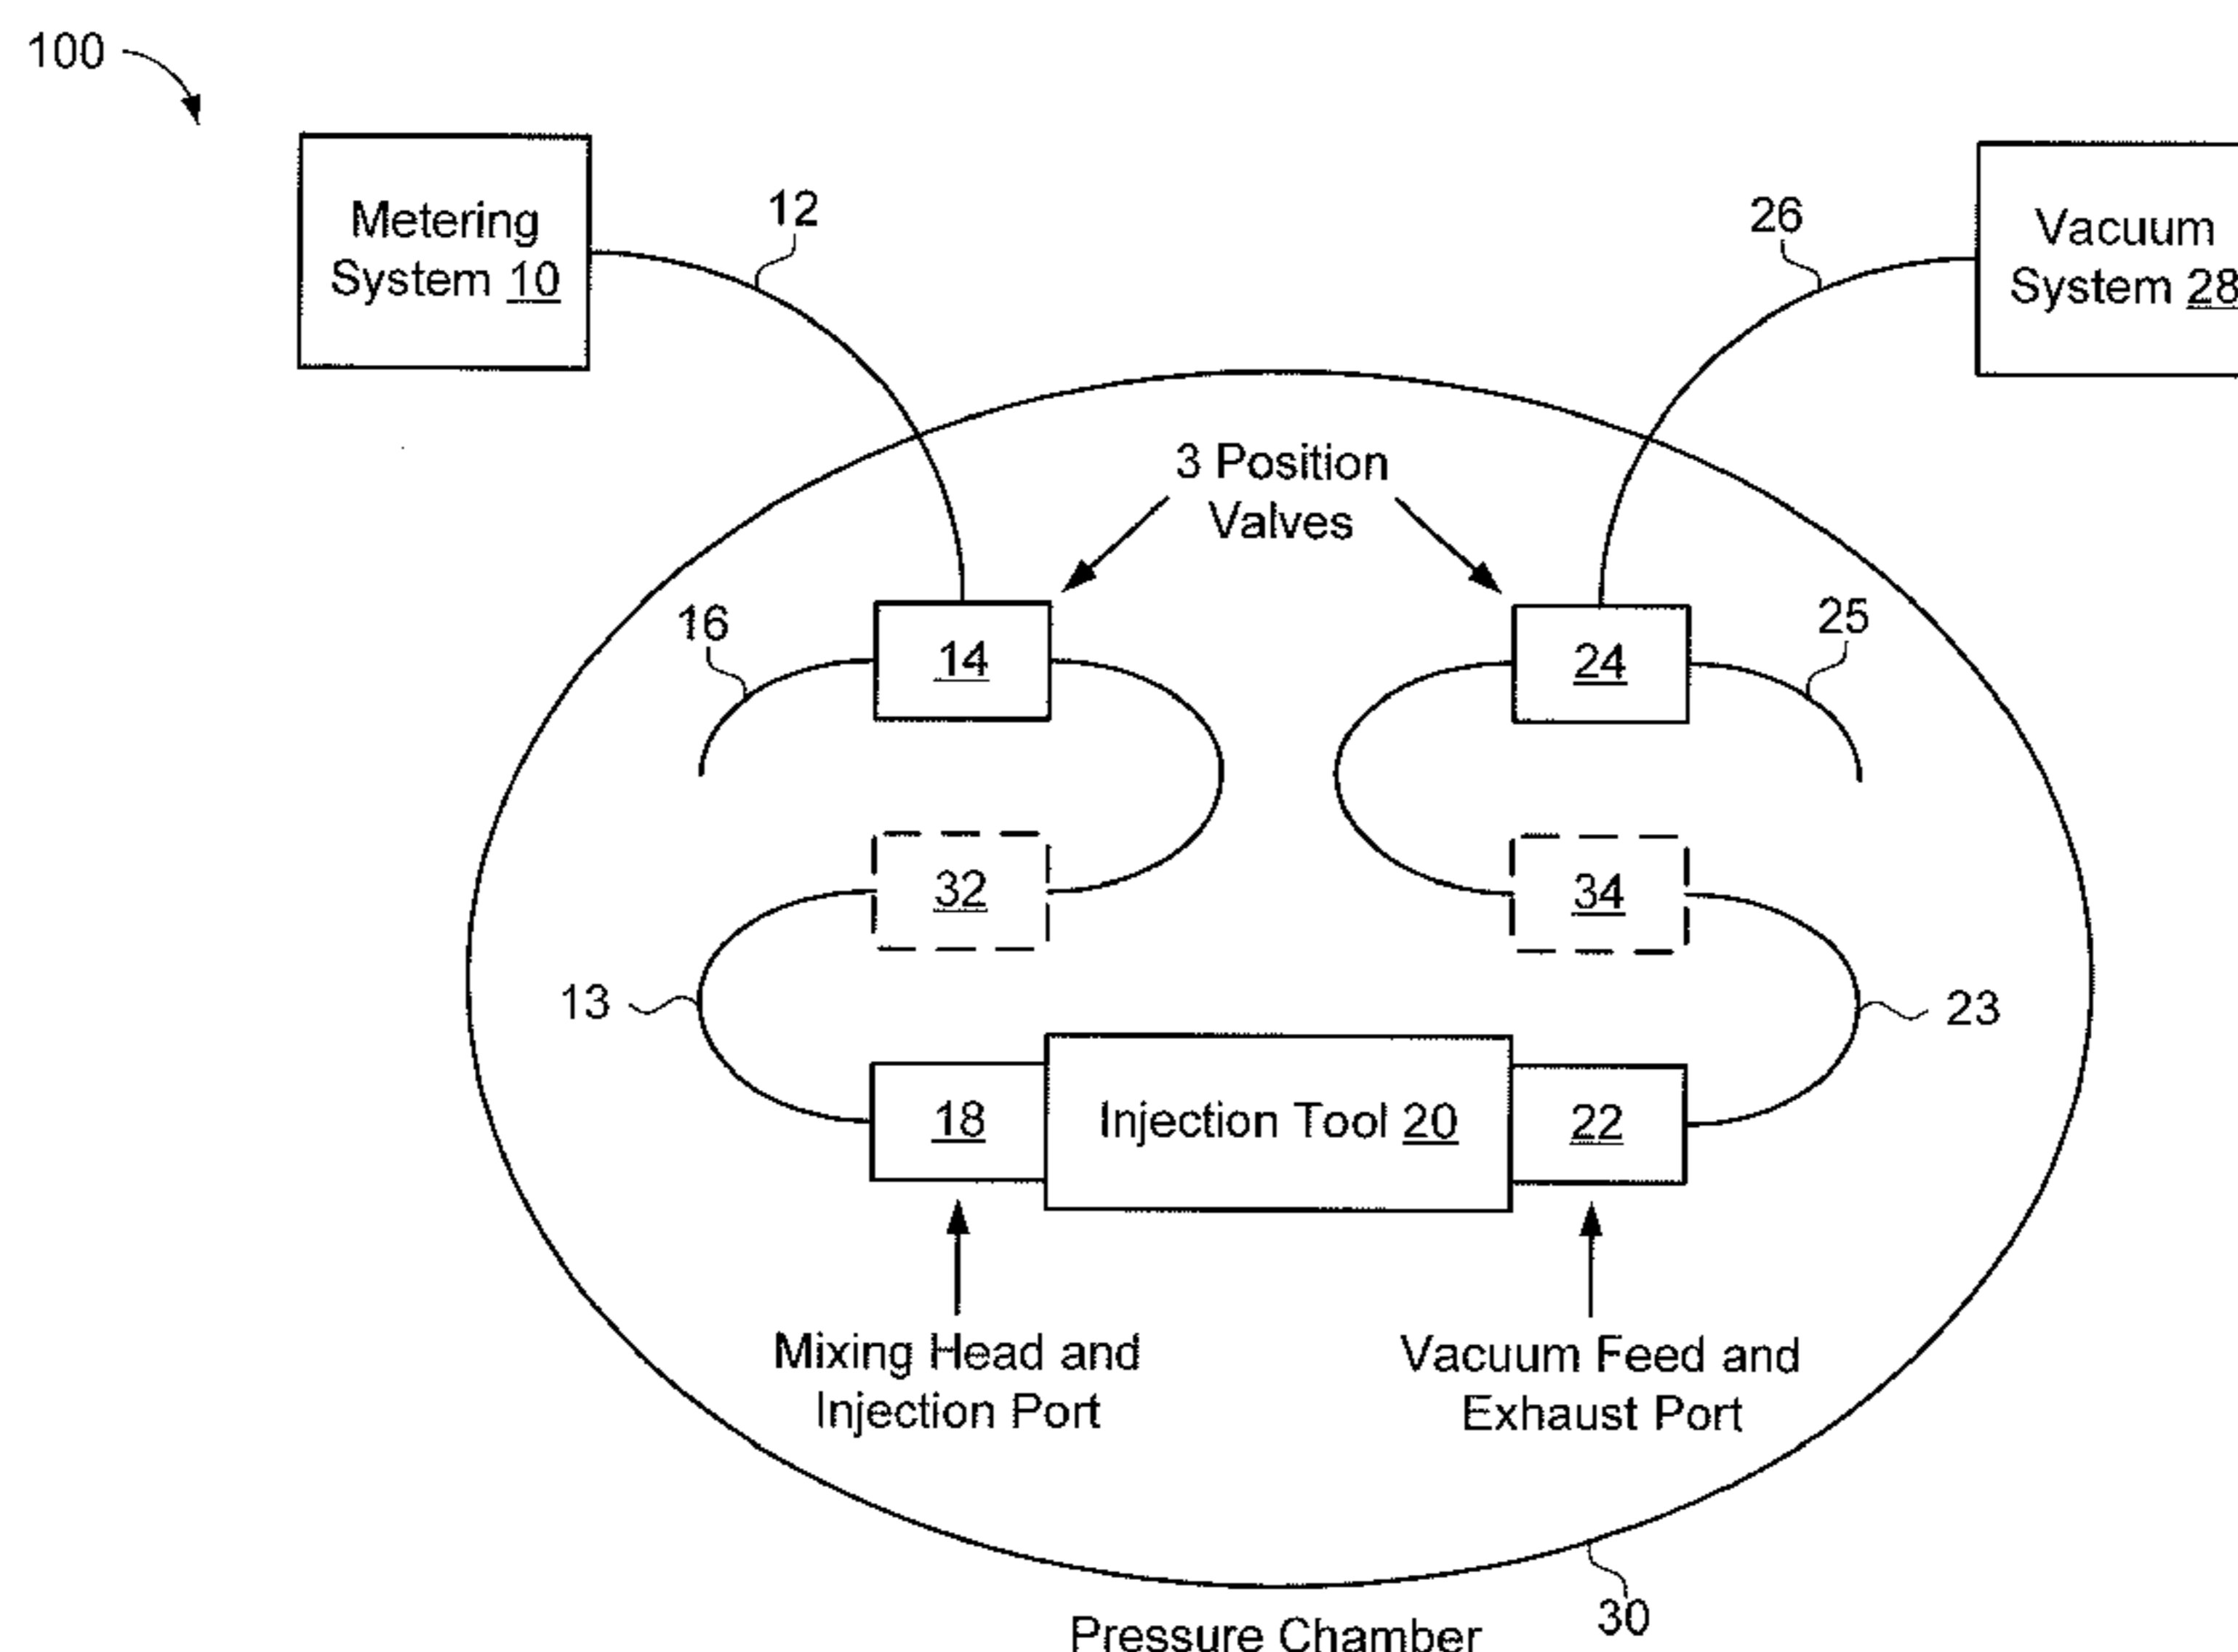 100
Metering
System 10
12
26
Vacuum
System 28
3 Position
Valves
16
14
24
25
32
34
13
23
18
Injection Tool 20
22
Mixing Head and
Injection Port
Vacuum Feed and
Exhaust Port
30
Pressure Chamber